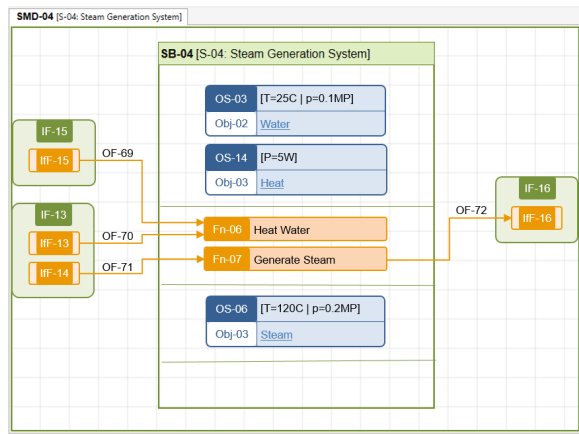 SMD-04 [S-04: Steam Generation System]
SB-04 [S-04: Steam Generation System]
OS-03 [T=25C | p=0.1MP]
Obj-02 Water
OS-14 [P=5W]
Obj-03 Heat
IF-15
IfF-15
OF-69
IF-13
IfF-13
OF-70
IfF-14
OF-71
Fn-06 Heat Water
Fn-07 Generate Steam
OF-72
IF-16
IfF-16
OS-06 [T=120C | p=0.2MP]
Obj-03 Steam